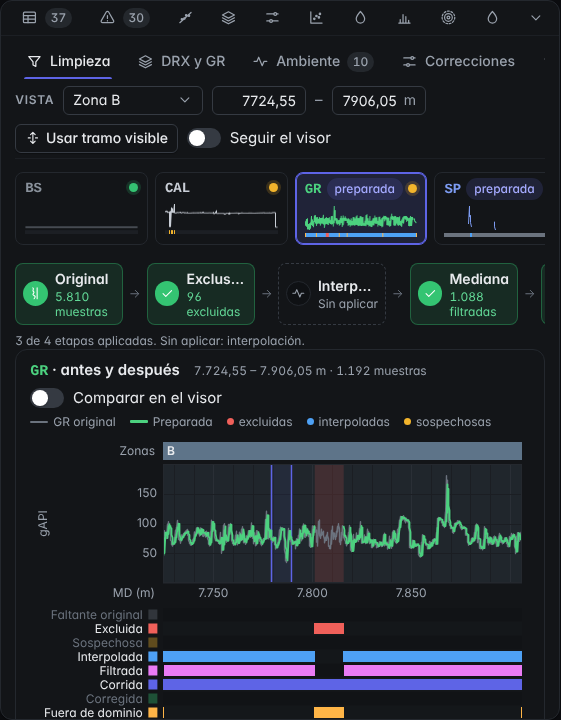 37 30
Limpieza DRX y GR Ambiente 10 Correcciones
VISTA Zona B 7724,55 – 7906,05 m
Usar tramo visible Seguir el visor
BS CAL GR preparada SP preparada
Original Exclus... Interp... Mediana
5.810 96 Sin aplicar 1.088
muestras excluidas filtradas
3 de 4 etapas aplicadas. Sin aplicar: interpolación.
GR · antes y después 7.724,55 – 7.906,05 m · 1.192 muestras
Comparar en el visor
GR original Preparada excluidas interpoladas sospechosas
Zonas B
150
100
50
gAPI
MD (m) 7.750 7.800 7.850
Faltante original
Excluida
Sospechosa
Interpolada
Filtrada
Corrida
Corregida
Fuera de dominio